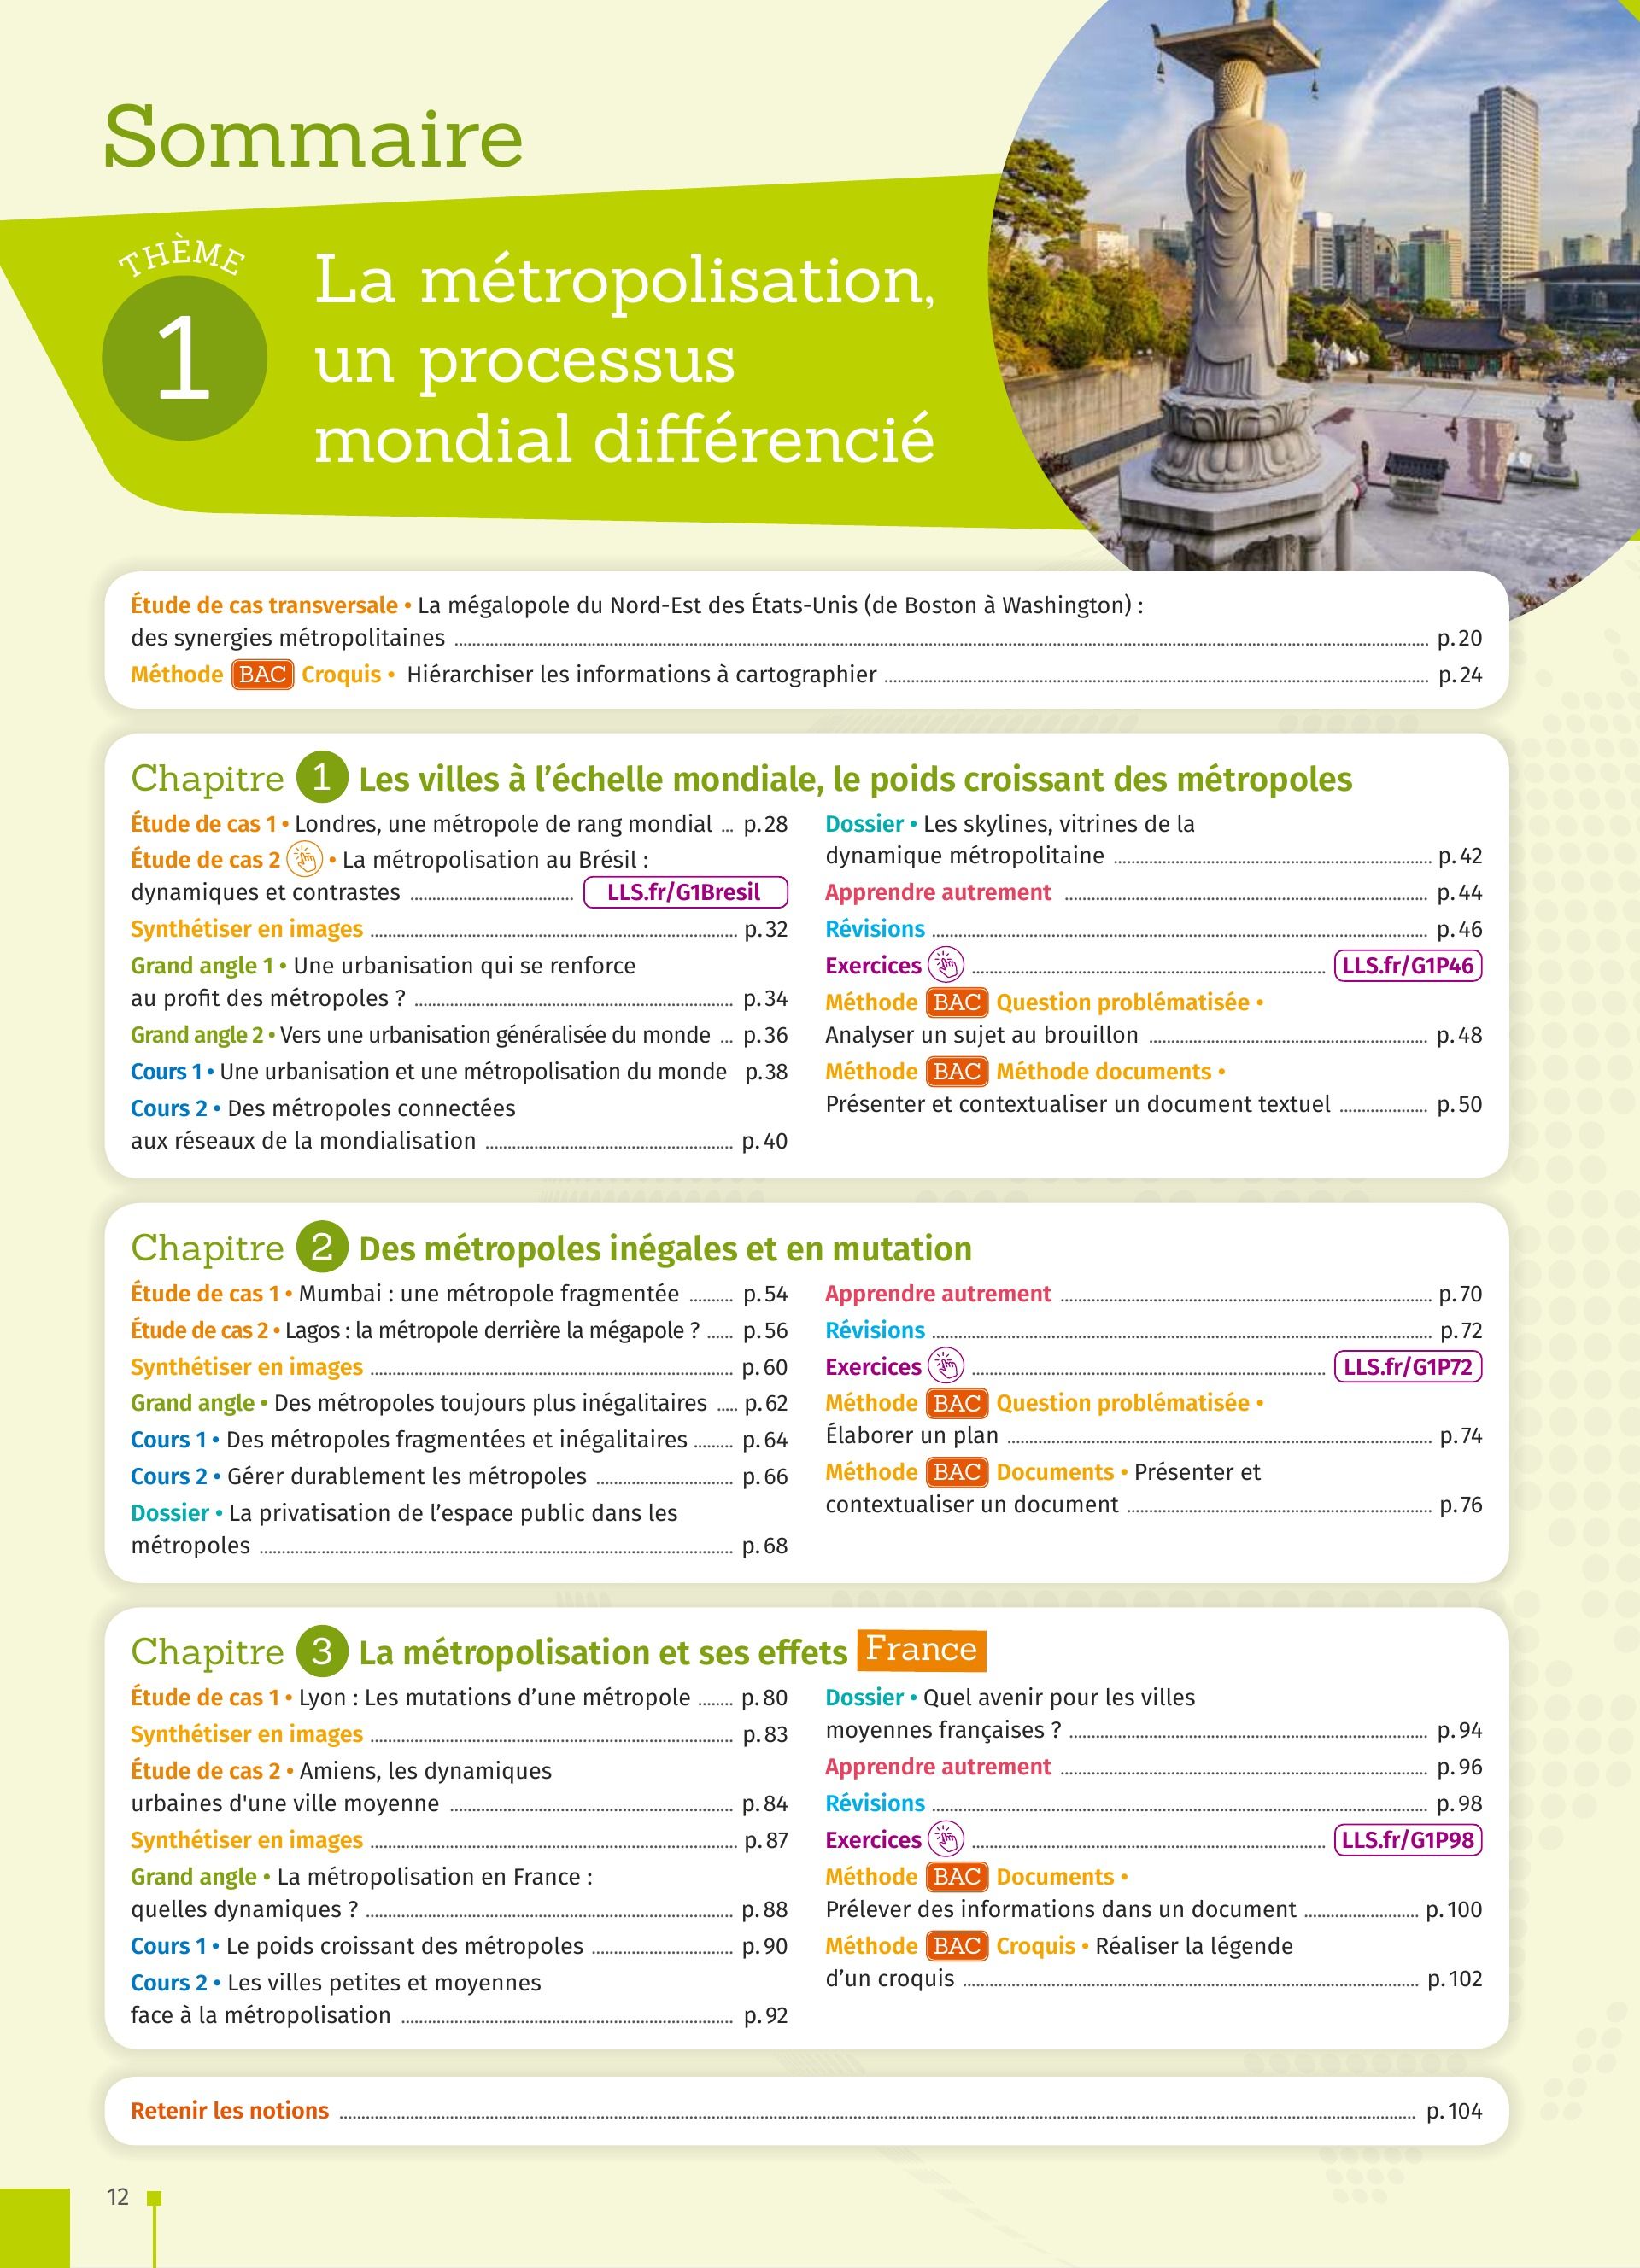 Sommaire
THÈME
1
La métropolisation,
un processus
mondial différencié
Étude de cas transversale • La mégalopole du Nord-Est des États-Unis (de Boston à Washington) :
des synergies métropolitaines ... p. 20
Méthode BAC Croquis • Hiérarchiser les informations à cartographier ... p. 24
Chapitre 1 Les villes à l’échelle mondiale, le poids croissant des métropoles
Étude de cas 1 • Londres, une métropole de rang mondial ... p. 28
Étude de cas 2 • La métropolisation au Brésil :
dynamiques et contrastes ... LLS.fr/G1Bresil
Synthétiser en images ... p. 32
Grand angle 1 • Une urbanisation qui se renforce
au profit des métropoles ? ... p. 34
Grand angle 2 • Vers une urbanisation généralisée du monde ... p. 36
Cours 1 • Une urbanisation et une métropolisation du monde p. 38
Cours 2 • Des métropoles connectées
aux réseaux de la mondialisation ... p. 40
Dossier • Les skylines, vitrines de la
dynamique métropolitaine ... p. 42
Apprendre autrement ... p. 44
Révisions ... p. 46
Exercices ... LLS.fr/G1P46
Méthode BAC Question problématisée •
Analyser un sujet au brouillon ... p. 48
Méthode BAC Méthode documents •
Présenter et contextualiser un document textuel ... p. 50
Chapitre 2 Des métropoles inégales et en mutation
Étude de cas 1 • Mumbai : une métropole fragmentée ... p. 54
Étude de cas 2 • Lagos : la métropole derrière la mégapole ? ... p. 56
Synthétiser en images ... p. 60
Grand angle • Des métropoles toujours plus inégalitaires ... p. 62
Cours 1 • Des métropoles fragmentées et inégalitaires ... p. 64
Cours 2 • Gérer durablement les métropoles ... p. 66
Dossier • La privatisation de l’espace public dans les
métropoles ... p. 68
Apprendre autrement ... p. 70
Révisions ... p. 72
Exercices ... LLS.fr/G1P72
Méthode BAC Question problématisée •
Élaborer un plan ... p. 74
Méthode BAC Documents • Présenter et
contextualiser un document ... p. 76
Chapitre 3 La métropolisation et ses effets France
Étude de cas 1 • Lyon : Les mutations d’une métropole ... p. 80
Synthétiser en images ... p. 83
Étude de cas 2 • Amiens, les dynamiques
urbaines d'une ville moyenne ... p. 84
Synthétiser en images ... p. 87
Grand angle • La métropolisation en France :
quelles dynamiques ? ... p. 88
Cours 1 • Le poids croissant des métropoles ... p. 90
Cours 2 • Les villes petites et moyennes
face à la métropolisation ... p. 92
Dossier • Quel avenir pour les villes
moyennes françaises ? ... p. 94
Apprendre autrement ... p. 96
Révisions ... p. 98
Exercices ... LLS.fr/G1P98
Méthode BAC Documents •
Prélever des informations dans un document ... p. 100
Méthode BAC Croquis • Réaliser la légende
d’un croquis ... p. 102
Retenir les notions ... p. 104
12